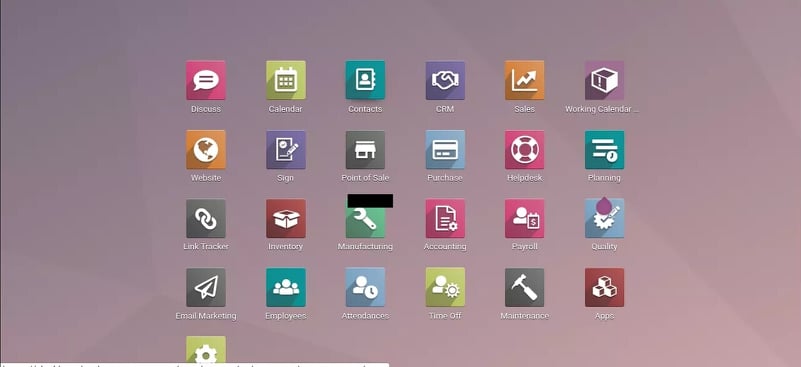 Discuss
Calendar
Contacts
CRM
Sales
Working Calendar ...
Website
Sign
Point of Sale
Purchase
Helpdesk
Planning
Link Tracker
Inventory
Manufacturing
Accounting
Payroll
Quality
Email Marketing
Employees
Attendances
Time Off
Maintenance
Apps